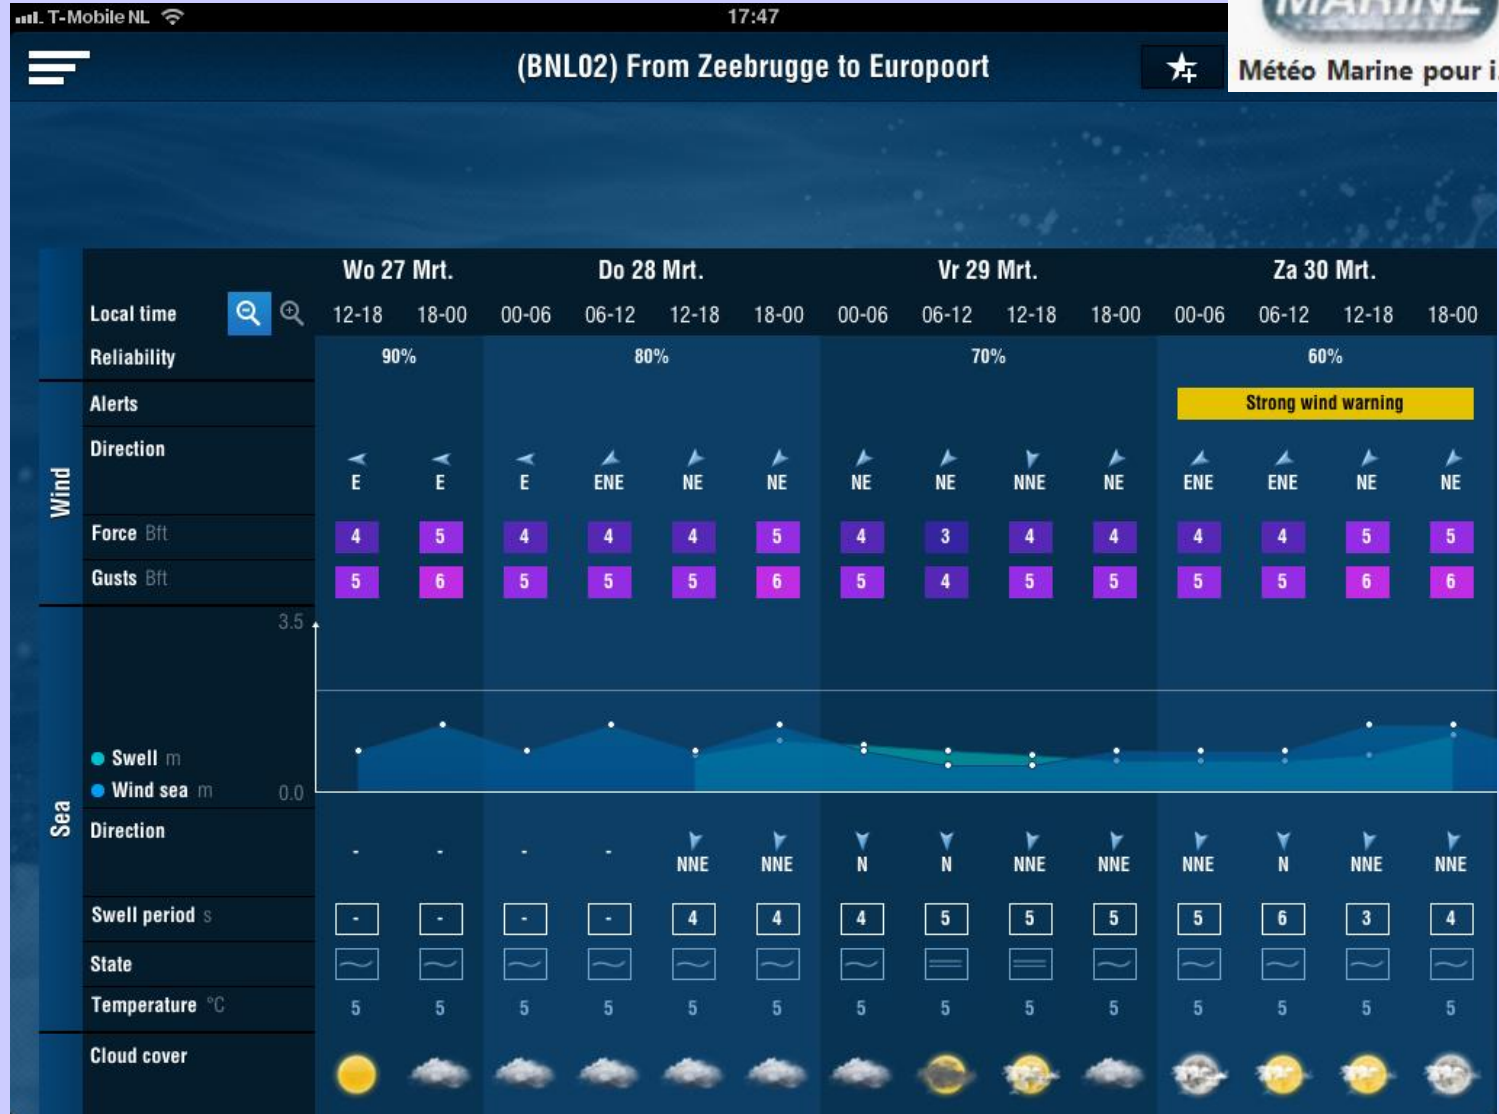 T-Mobile NL 17:47
MARINE
Météo Marine pour i.
(BNL02) From Zeebrugge to Europoort
Wo 27 Mrt. Do 28 Mrt. Vr 29 Mrt. Za 30 Mrt.
Local time 12-18 18-00 00-06 06-12 12-18 18-00 00-06 06-12 12-18 18-00 00-06 06-12 12-18 18-00
Reliability 90% 80% 70% 60%
Alerts Strong wind warning
Wind
Direction
E E E ENE NE NE NE NE NNE NE ENE ENE NE NE
Force Bft 4 5 4 4 4 5 4 3 4 4 4 4 5 5
Gusts Bft 5 6 5 5 5 6 5 4 5 5 5 5 6 6
3.5
Swell m
Wind sea m 0.0
Sea
Direction
- - - - NNE NNE N N NNE NNE NNE N NNE NNE
Swell period s - - - - 4 4 4 5 5 5 5 6 3 4
State
Temperature °C 5 5 5 5 5 5 5 5 5 5 5 5 5 5
Cloud cover